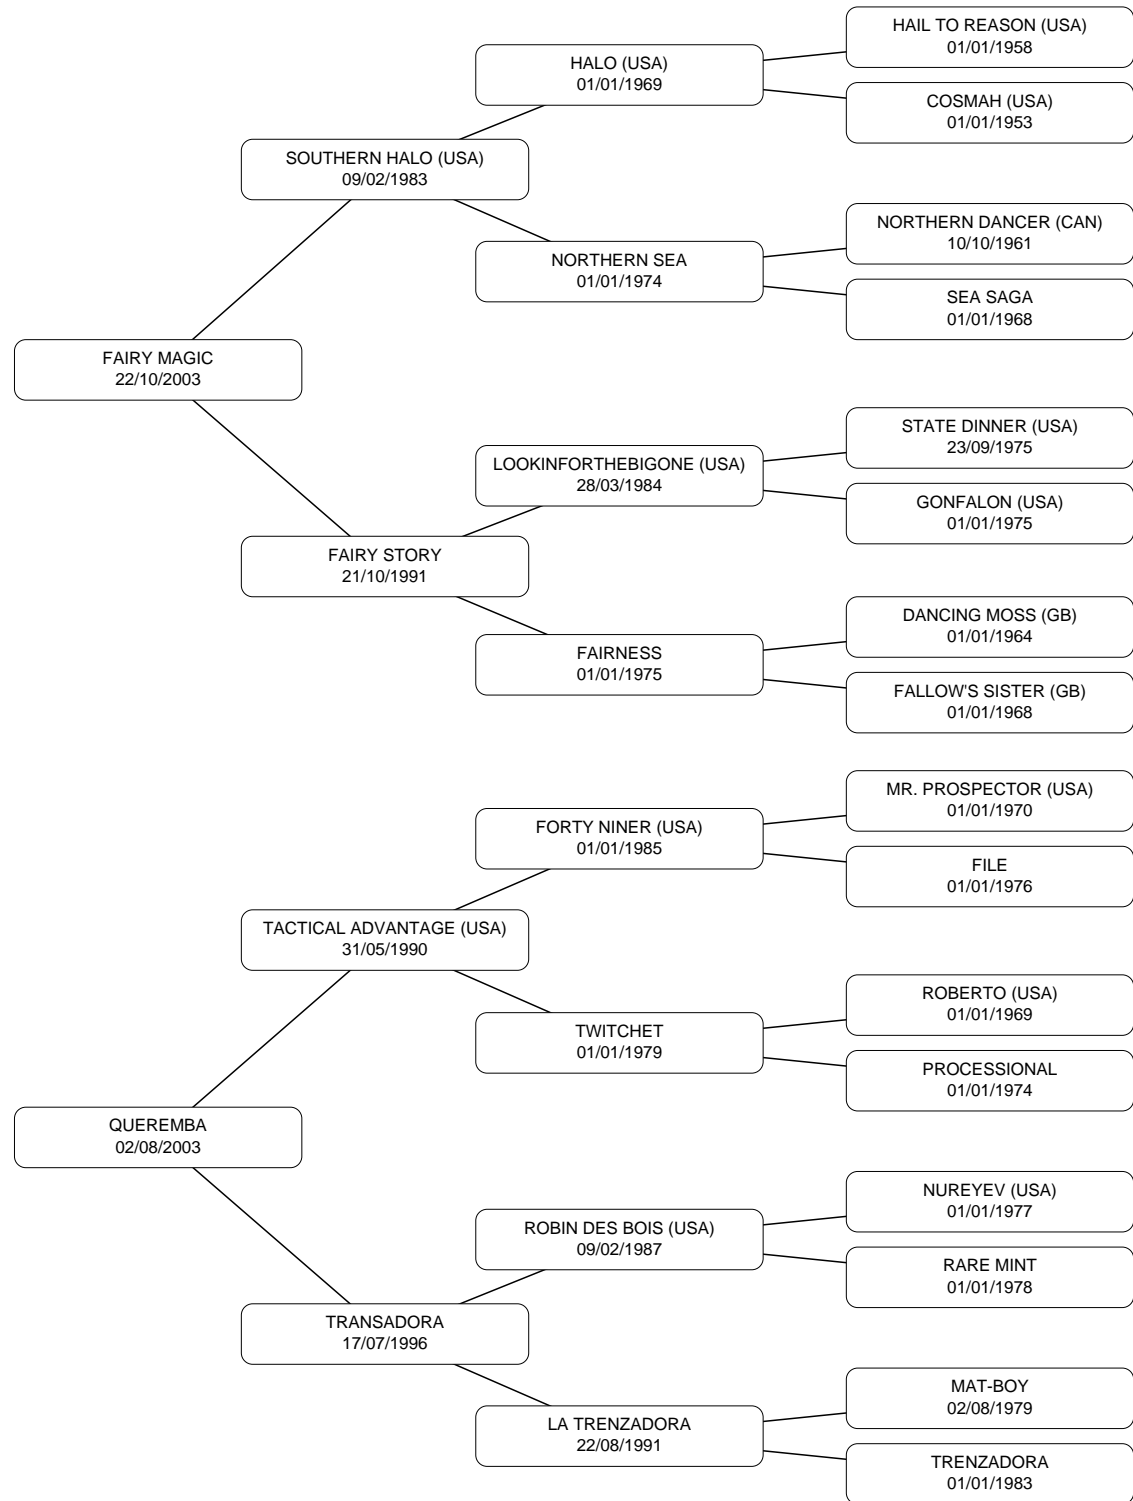 HAIL TO REASON (USA)
01/01/1958
HALO (USA)
01/01/1969
COSMAH (USA)
01/01/1953
SOUTHERN HALO (USA)
09/02/1983
NORTHERN DANCER (CAN)
10/10/1961
NORTHERN SEA
01/01/1974
SEA SAGA
01/01/1968
FAIRY MAGIC
22/10/2003
STATE DINNER (USA)
23/09/1975
LOOKINFORTHEBIGONE (USA)
28/03/1984
GONFALON (USA)
01/01/1975
FAIRY STORY
21/10/1991
DANCING MOSS (GB)
01/01/1964
FAIRNESS
01/01/1975
FALLOW'S SISTER (GB)
01/01/1968
MR. PROSPECTOR (USA)
01/01/1970
FORTY NINER (USA)
01/01/1985
FILE
01/01/1976
TACTICAL ADVANTAGE (USA)
31/05/1990
ROBERTO (USA)
01/01/1969
TWITCHET
01/01/1979
PROCESSIONAL
01/01/1974
QUEREMBA
02/08/2003
NUREYEV (USA)
01/01/1977
ROBIN DES BOIS (USA)
09/02/1987
RARE MINT
01/01/1978
TRANSADORA
17/07/1996
MAT-BOY
02/08/1979
LA TRENZADORA
22/08/1991
TRENZADORA
01/01/1983